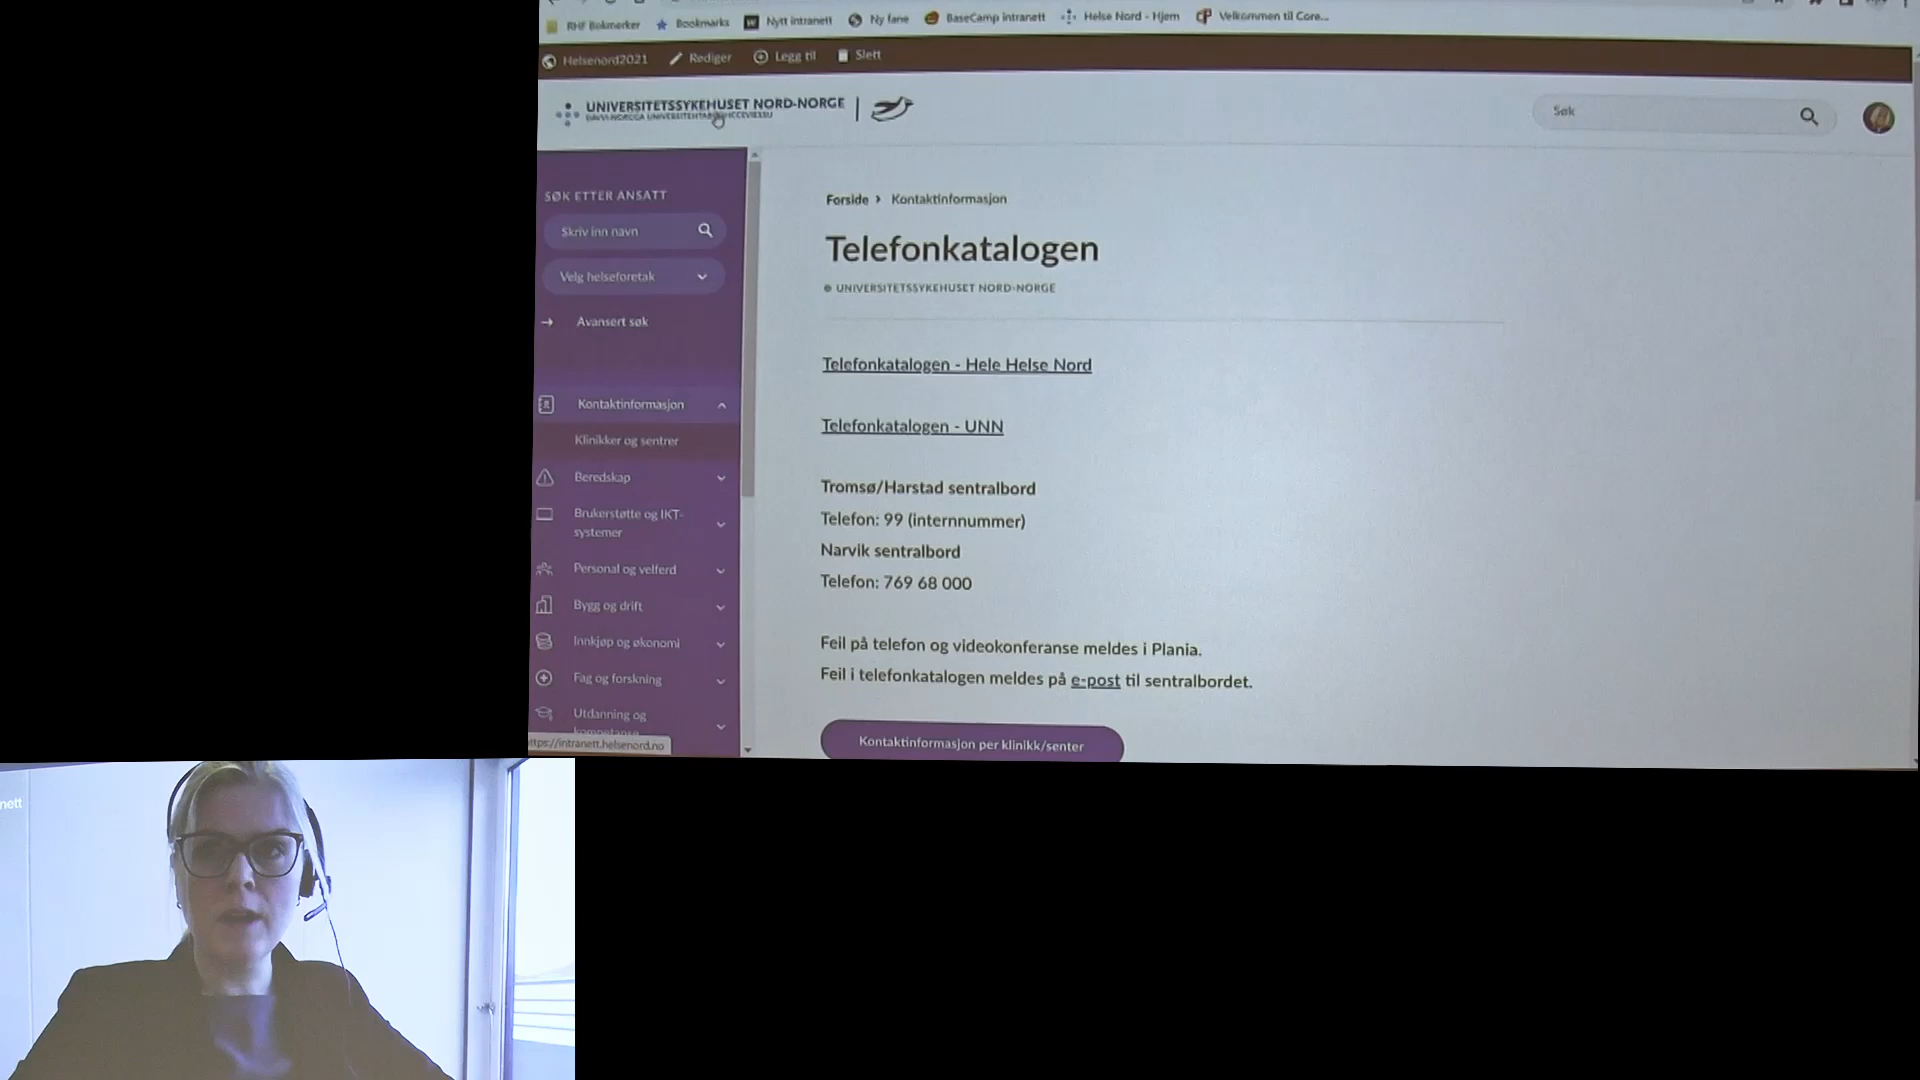 RHF Bokmerker
Bookmarks
Nytt intranett
Ny fane
BaseCamp intranett
Helse Nord - Hjem
Velkommen til Core...
Helsenord2021
Rediger
Legg til
Slett
UNIVERSITETSSYKEHUSET NORD-NORGE
Søk
SØK ETTER ANSATT
Skriv inn navn
Velg helseforetak
Avansert søk
Kontaktinformasjon
Klinikker og sentrer
Beredskap
Brukerstøtte og IKT-
systemer
Personal og velferd
Bygg og drift
Innkjøp og økonomi
Fag og forskning
Utdanning og
kompetanse
https://intranett.helsenord.no
Forside > Kontaktinformasjon
Telefonkatalogen
UNIVERSITETSSYKEHUSET NORD-NORGE
Telefonkatalogen - Hele Helse Nord
Telefonkatalogen - UNN
Tromsø/Harstad sentralbord
Telefon: 99 (internnummer)
Narvik sentralbord
Telefon: 769 68 000
Feil på telefon og videokonferanse meldes i Plania.
Feil i telefonkatalogen meldes på e-post til sentralbordet.
Kontaktinformasjon per klinikk/senter
nett